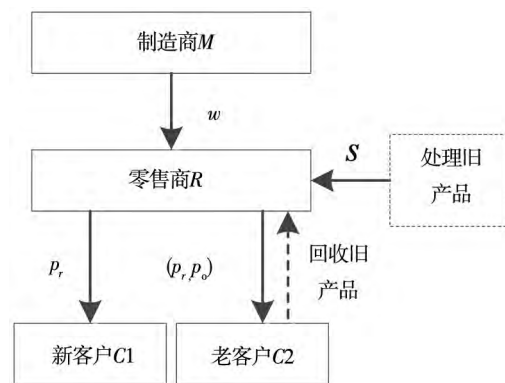 制造商M
w
零售商R
S
处理旧
产品
p_r
(p_r, p_o)
回收旧
产品
新客户C1
老客户C2